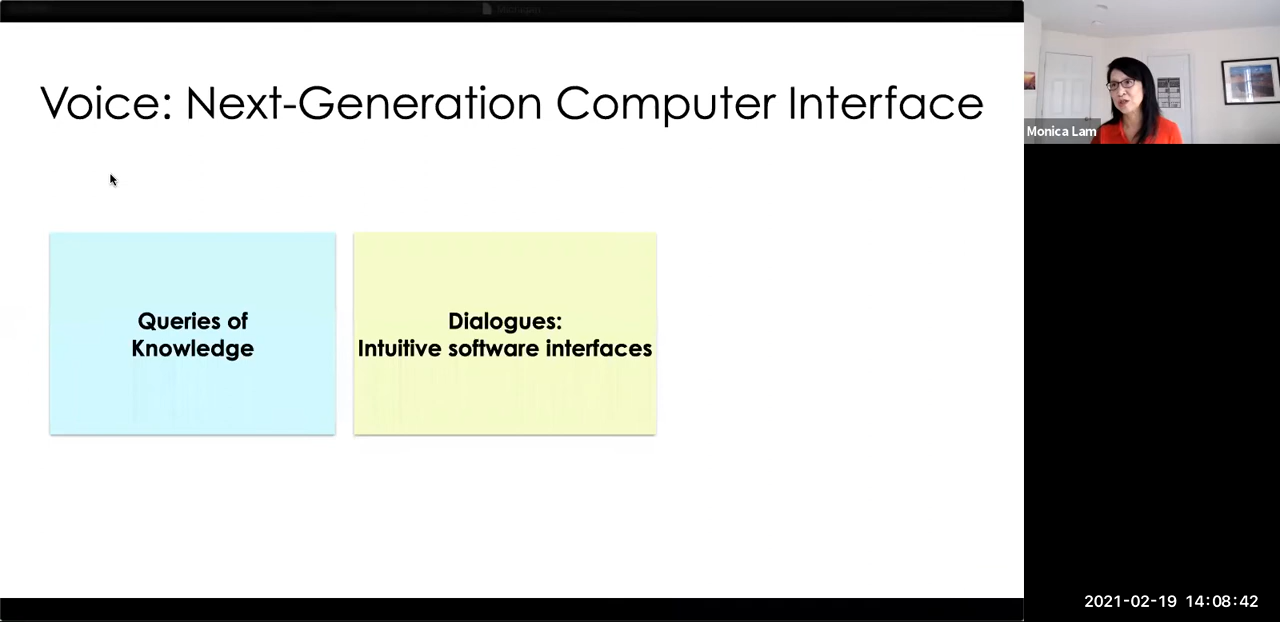 Voice: Next-Generation Computer Interface
Monica Lam
Queries of
Knowledge
Dialogues:
Intuitive software interfaces
2021-02-19 14:08:42